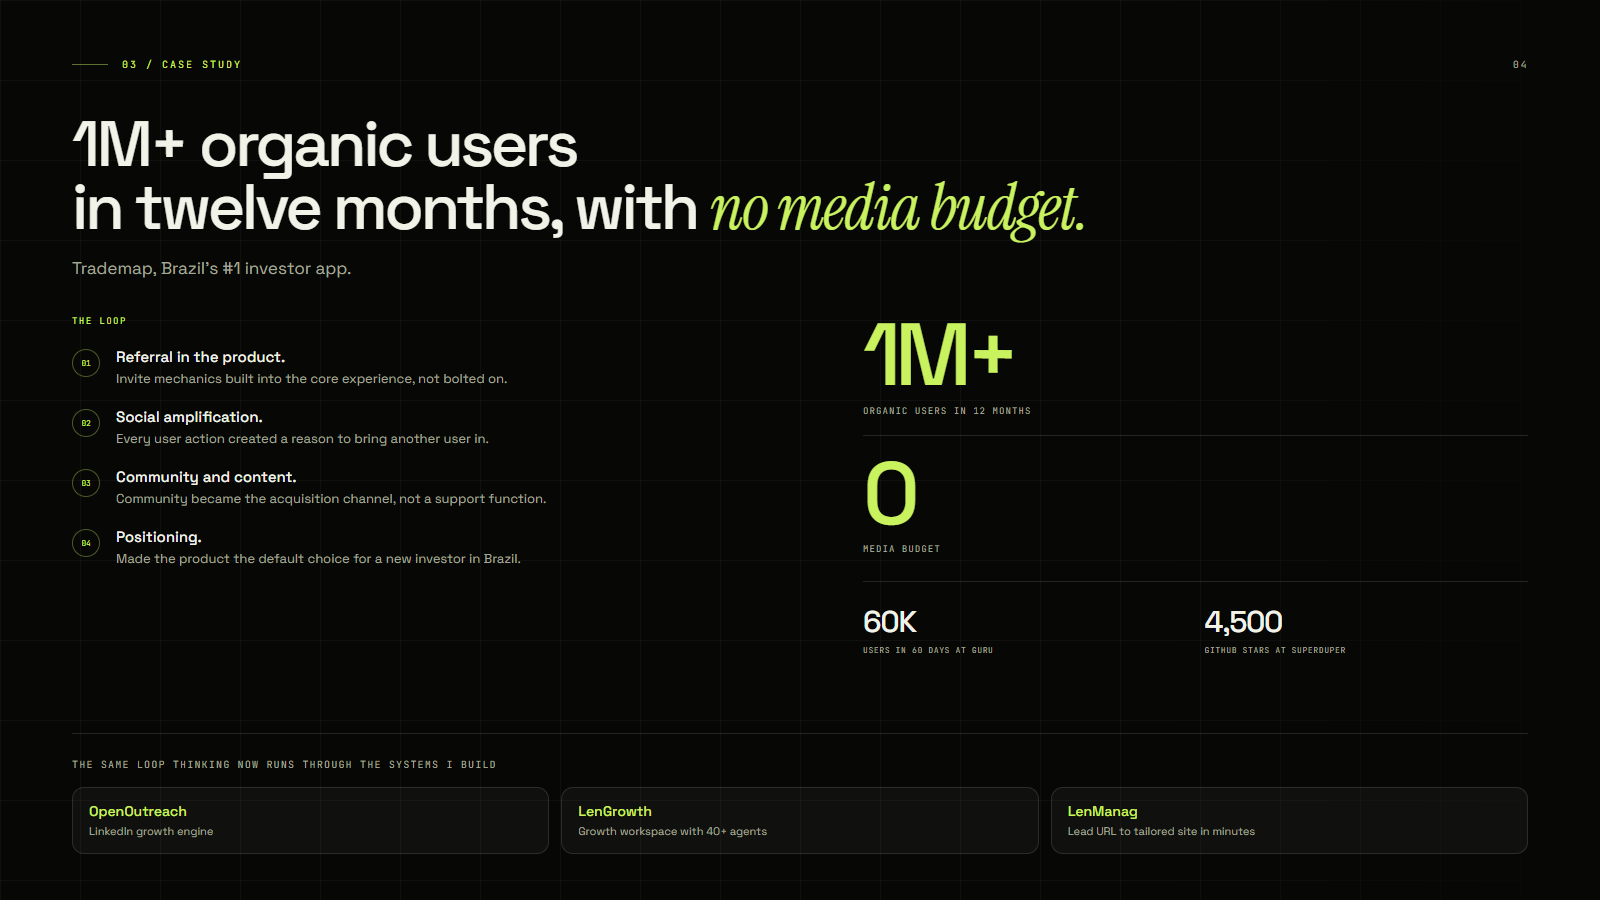 03 / CASE STUDY
04
1M+ organic users
in twelve months, with no media budget.
Trademap, Brazil's #1 investor app.
THE LOOP
01
Referral in the product.
Invite mechanics built into the core experience, not bolted on.
02
Social amplification.
Every user action created a reason to bring another user in.
03
Community and content.
Community became the acquisition channel, not a support function.
04
Positioning.
Made the product the default choice for a new investor in Brazil.
1M+
ORGANIC USERS IN 12 MONTHS
0
MEDIA BUDGET
60K
USERS IN 60 DAYS AT GURU
4,500
GITHUB STARS AT SUPERDUPER
THE SAME LOOP THINKING NOW RUNS THROUGH THE SYSTEMS I BUILD
OpenOutreach
LinkedIn growth engine
LenGrowth
Growth workspace with 40+ agents
LenManag
Lead URL to tailored site in minutes